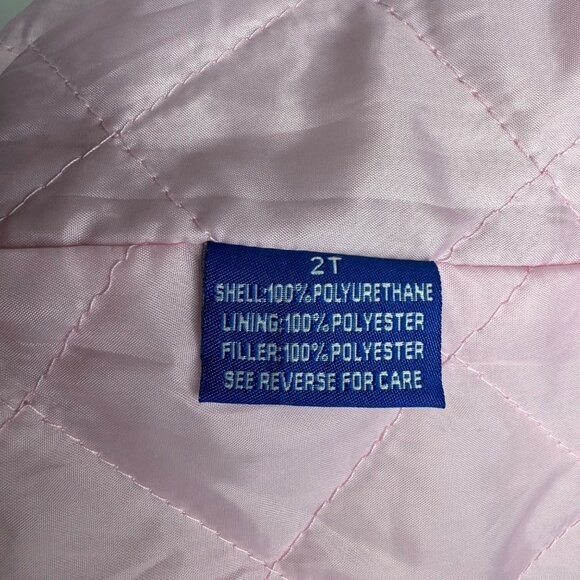 2T
SHELL:100%POLYURETHANE
LINING:100%POLYESTER
FILLER:100%POLYESTER
SEE REVERSE FOR CARE